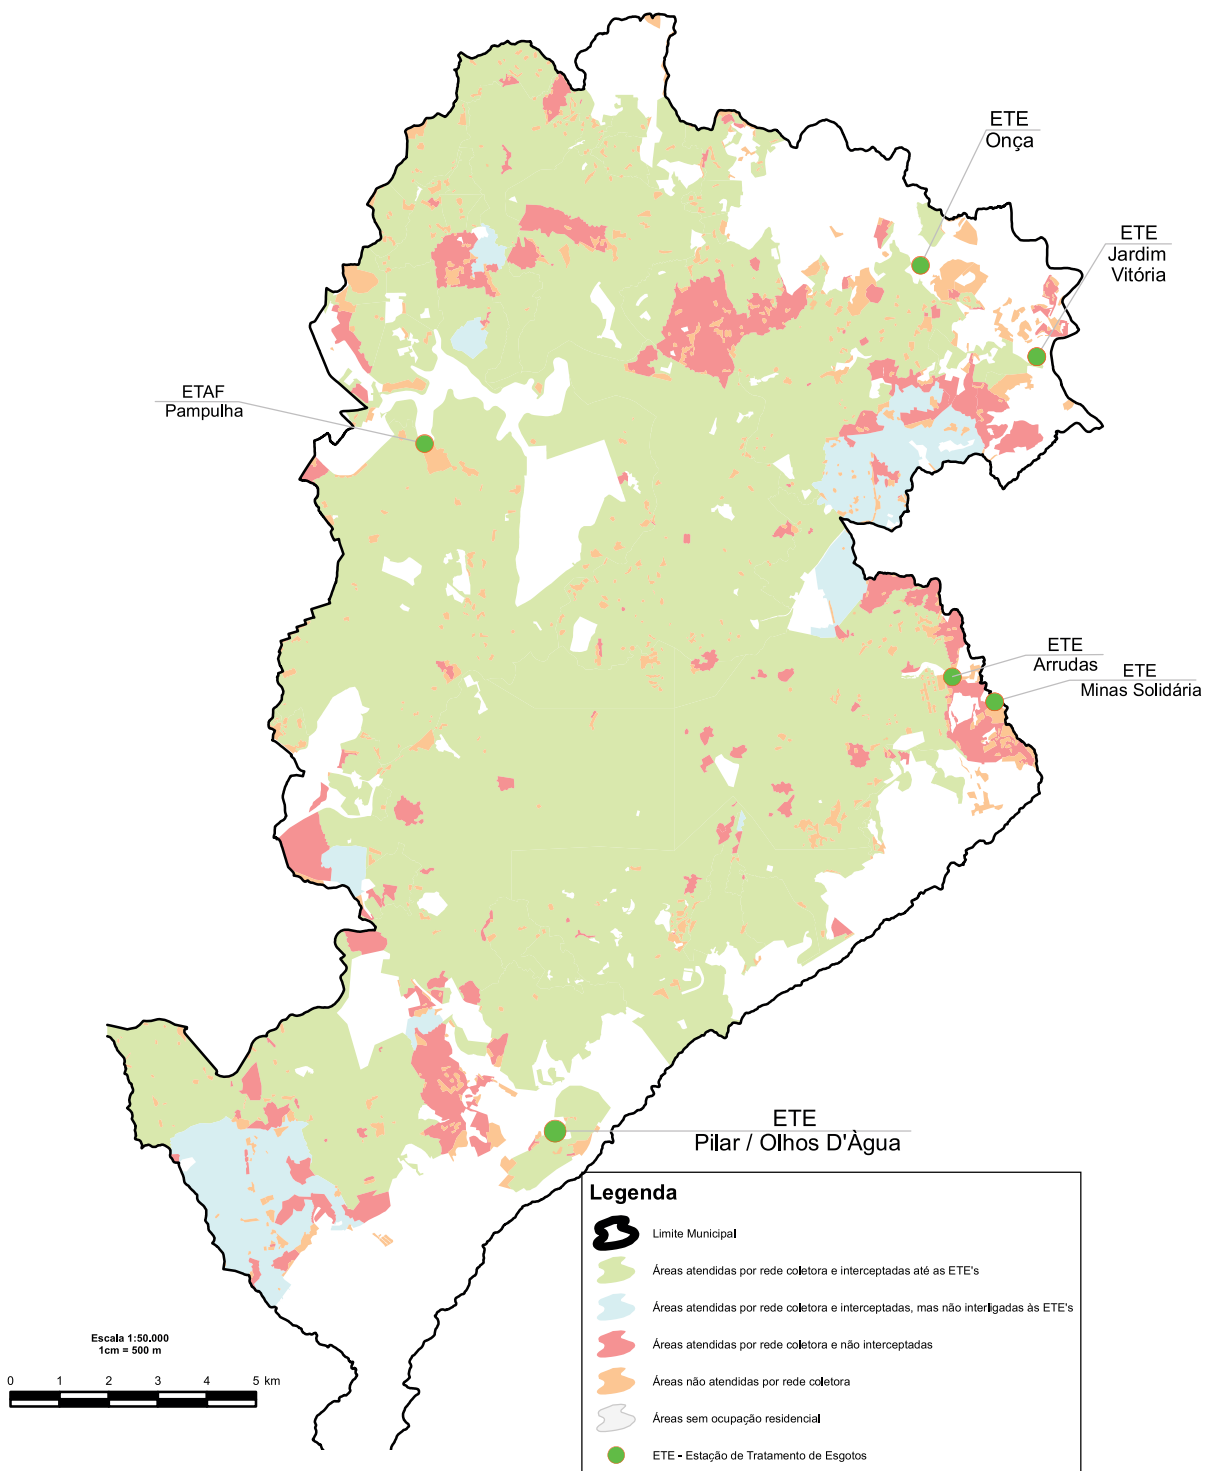 ETE
Onça
ETE
Jardim
Vitória
ETAF
Pampulha
ETE
Arrudas
ETE
Minas Solidária
ETE
Pilar / Olhos D'Àgua
Legenda
Limite Municipal
Áreas atendidas por rede coletora e interceptadas até as ETE's
Áreas atendidas por rede coletora e interceptadas, mas não interligadas às ETE's
Áreas atendidas por rede coletora e não interceptadas
Áreas não atendidas por rede coletora
Áreas sem ocupação residencial
ETE - Estação de Tratamento de Esgotos
Escala 1:50.000
1cm = 500 m
0 1 2 3 4 5 km